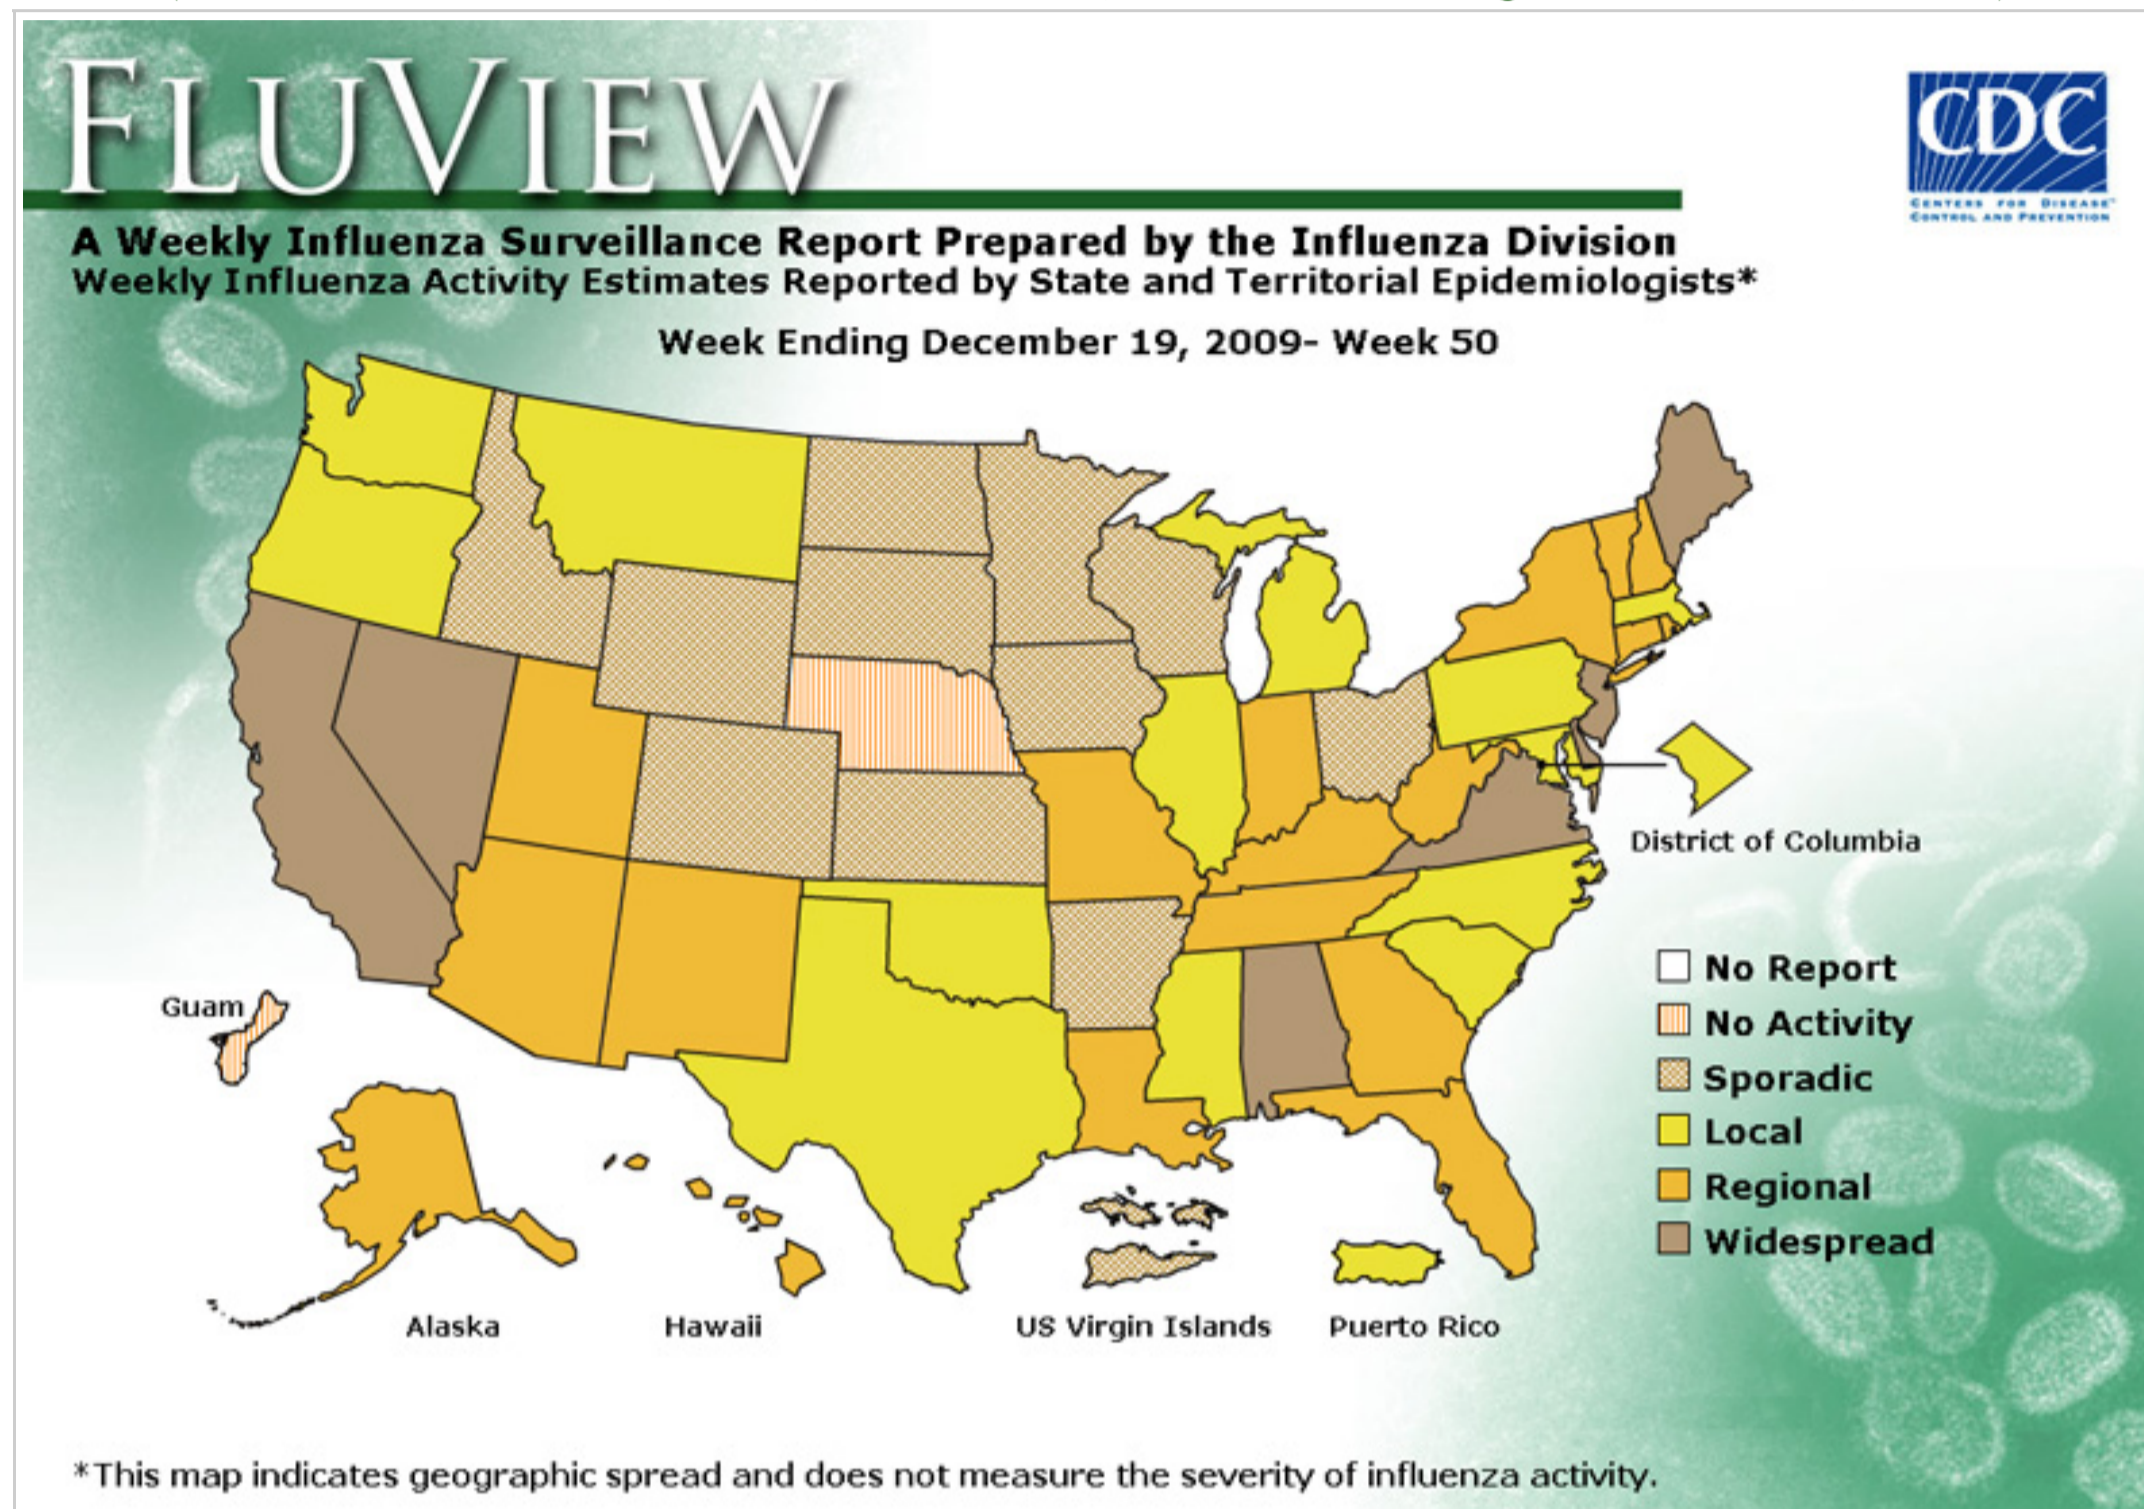 FLUVIEW
CDC
CENTERS FOR DISEASE
CONTROL AND PREVENTION
A Weekly Influenza Surveillance Report Prepared by the Influenza Division
Weekly Influenza Activity Estimates Reported by State and Territorial Epidemiologists*
Week Ending December 19, 2009- Week 50
District of Columbia
No Report
Guam
No Activity
Sporadic
Local
Regional
Widespread
Alaska
Hawaii
US Virgin Islands
Puerto Rico
*This map indicates geographic spread and does not measure the severity of influenza activity.